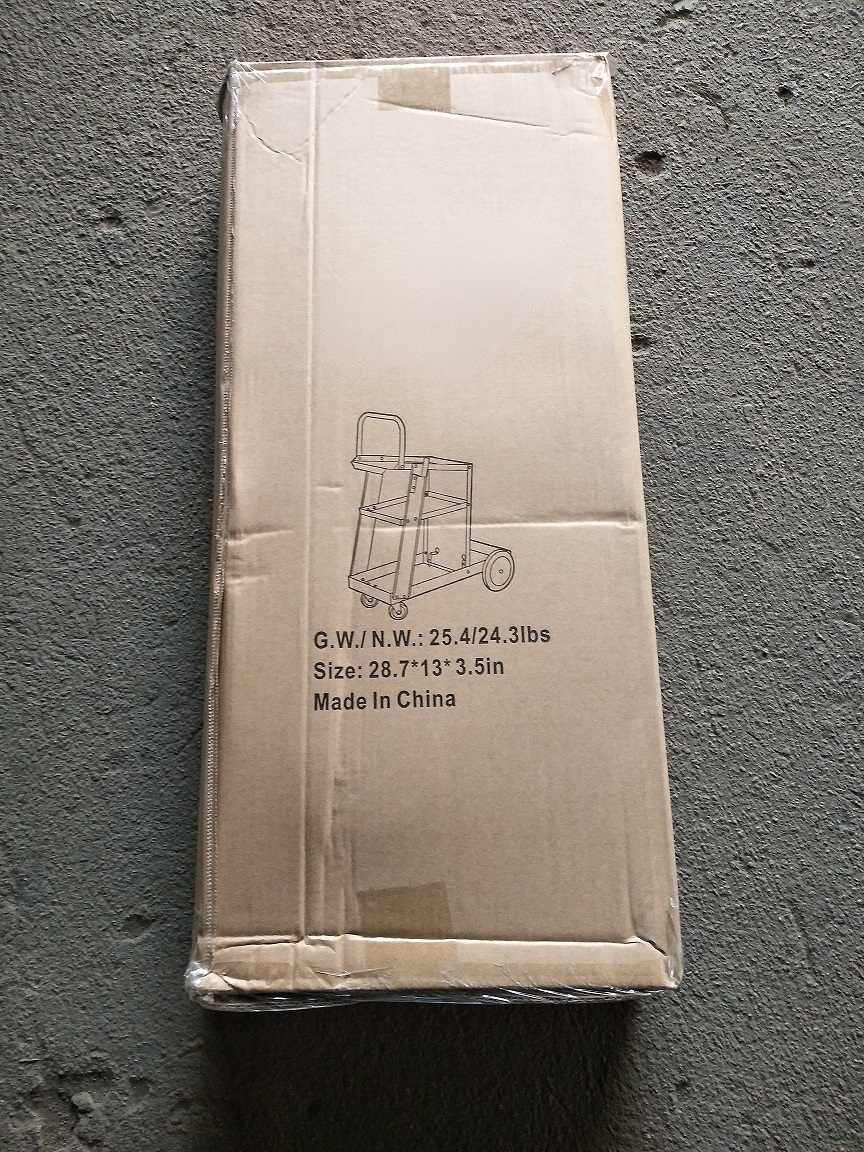 G.W./ N.W.: 25.4/24.3lbs
Size: 28.7*13* 3.5in
Made In China